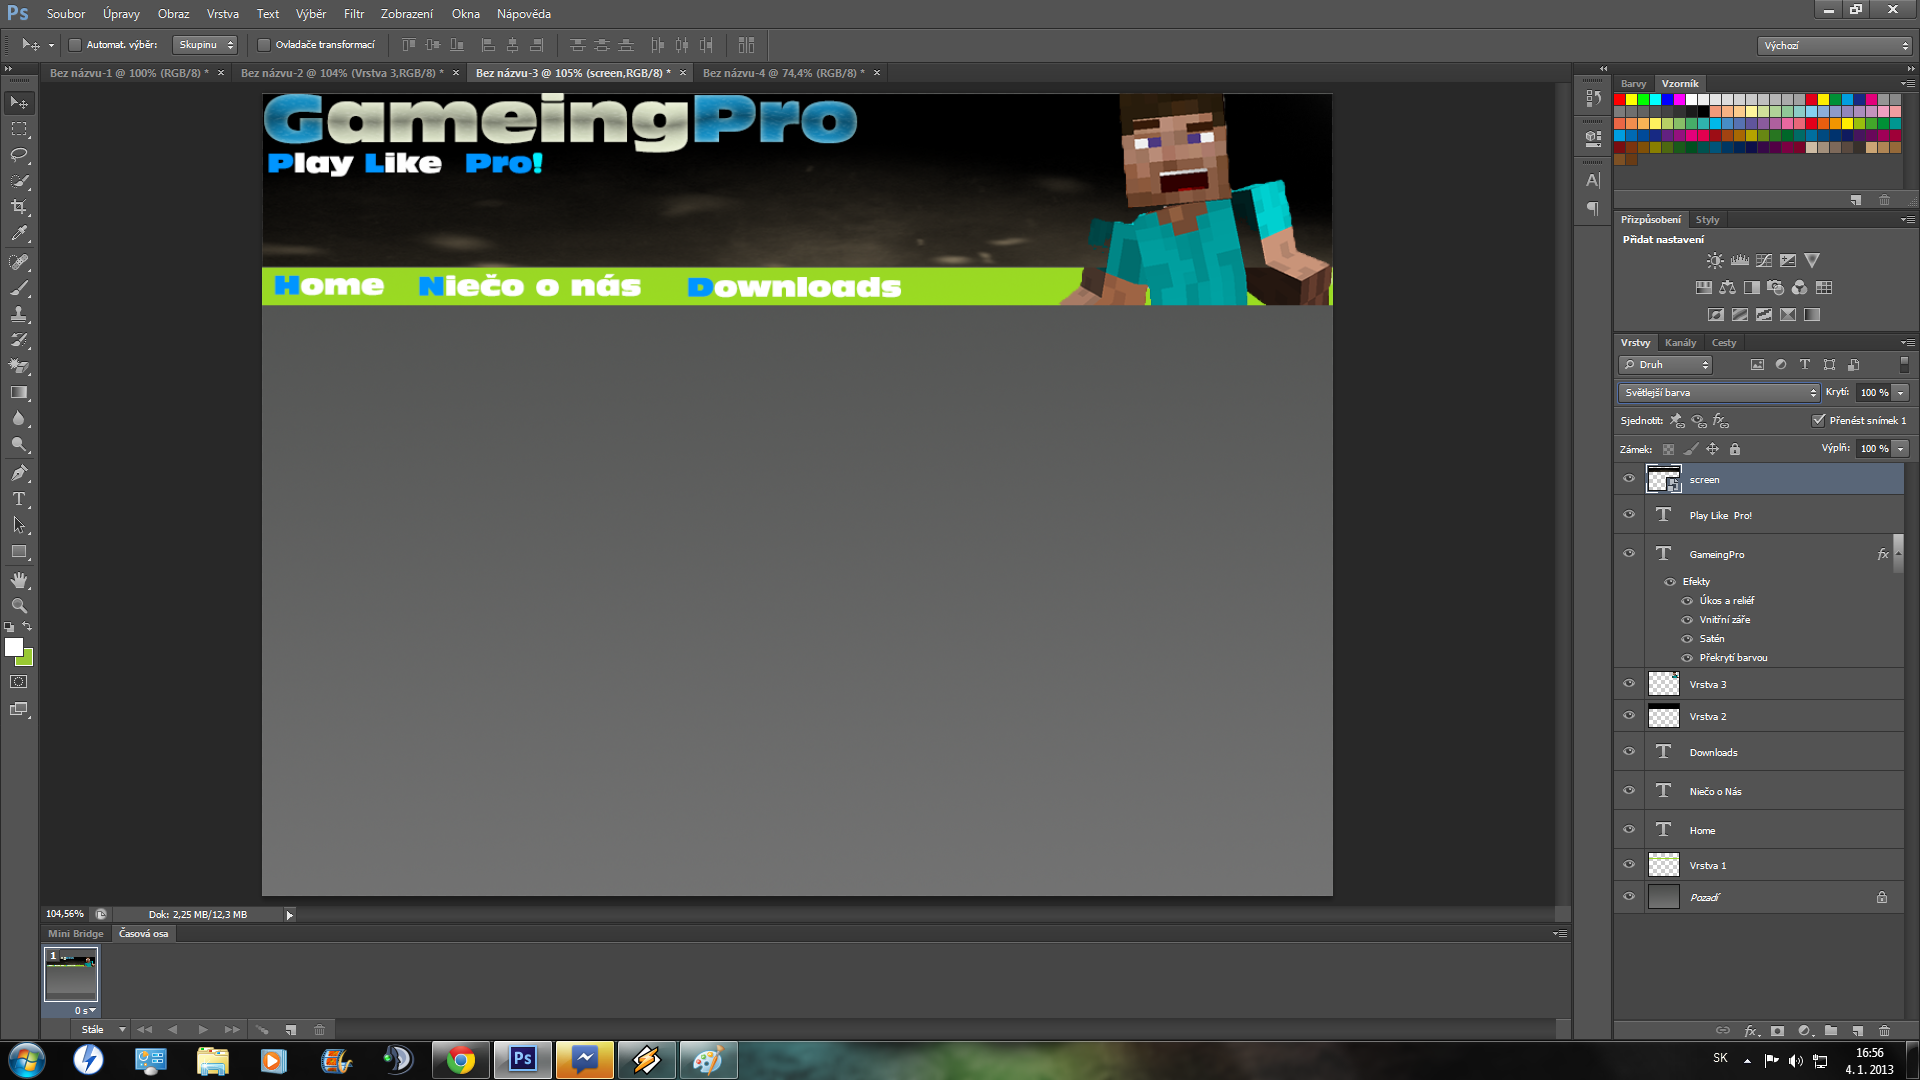 Ps Soubor Úpravy Obraz Vrstva Text Výběr Filtr Zobrazení Okna Nápověda
Automat. výběr: Skupinu Ovladače transformací Výchozí
Bez názvu-1 @ 100% (RGB/8) * Bez názvu-2 @ 104% (Vrstva 3,RGB/8) * Bez názvu-3 @ 105% (screen,RGB/8) * Bez názvu-4 @ 74,4% (RGB/8) *
GameingPro
Play Like Pro!
Home Niečo o nás Downloads
Barvy Vzorník
Přizpůsobení Styly
Přidat nastavení
Vrstvy Kanály Cesty
Druh
Světlejší barva Krytí: 100 %
Sjednotit: Přenést snímek 1
Zámek: Výplň: 100 %
screen
Play Like Pro!
GameingPro fx
Efekty
Úkos a reliéf
Vnitřní záře
Satén
Překrytí barvou
Vrstva 3
Vrstva 2
Downloads
Niečo o Nás
Home
Vrstva 1
Pozadí
104,56% Dok: 2,25 MB/12,3 MB
Mini Bridge Časová osa
1
0 s
Stále
Ps
SK 16:56
4. 1. 2013